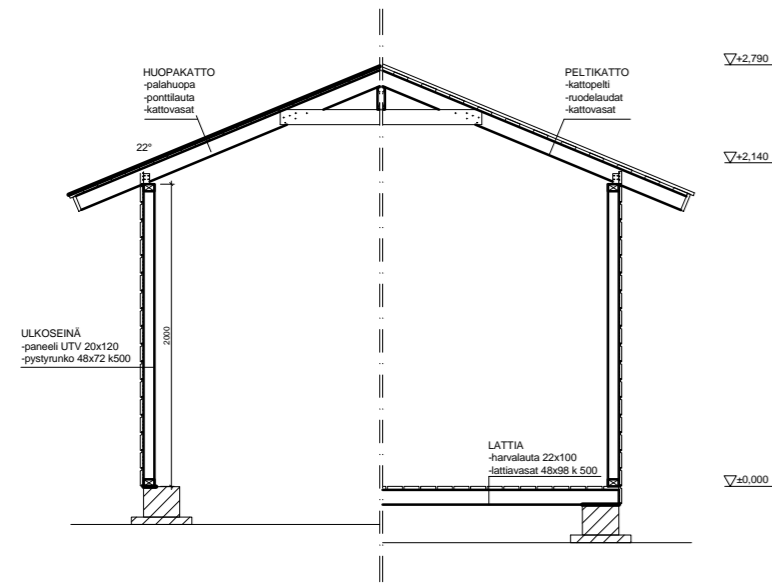 HUOPAKATTO
-palahuopa
-ponttilauta
-kattovasat
PELTIKATTO
-kattopelti
-ruodelaudat
-kattovasat
+2,790
22°
+2,140
ULKOSEINÄ
-paneeli UTV 20x120
-pystyrunko 48x72 k500
2000
LATTIA
-harvalauta 22x100
-lattiavasat 48x98 k 500
±0,000